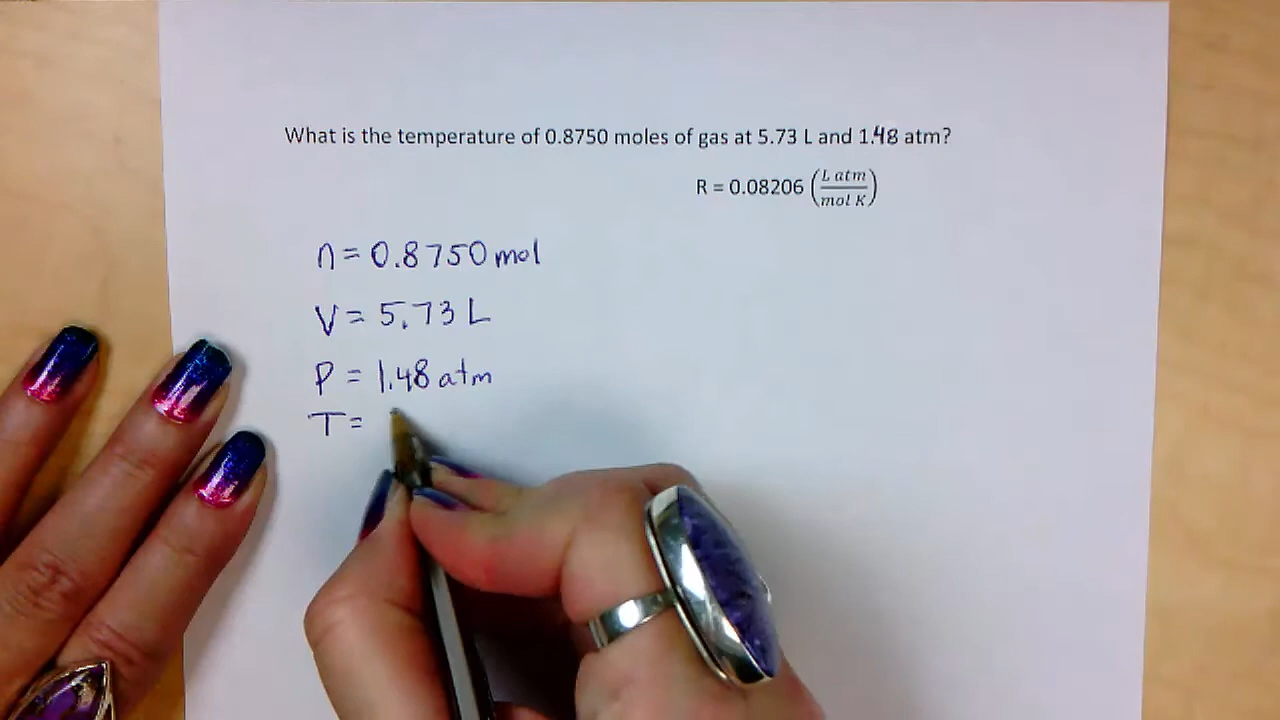 What is the temperature of 0.8750 moles of gas at 5.73 L and 1.48 atm?
R = 0.08206 (L atm / mol K)
n = 0.8750 mol
V = 5.73 L
P = 1.48 atm
T =